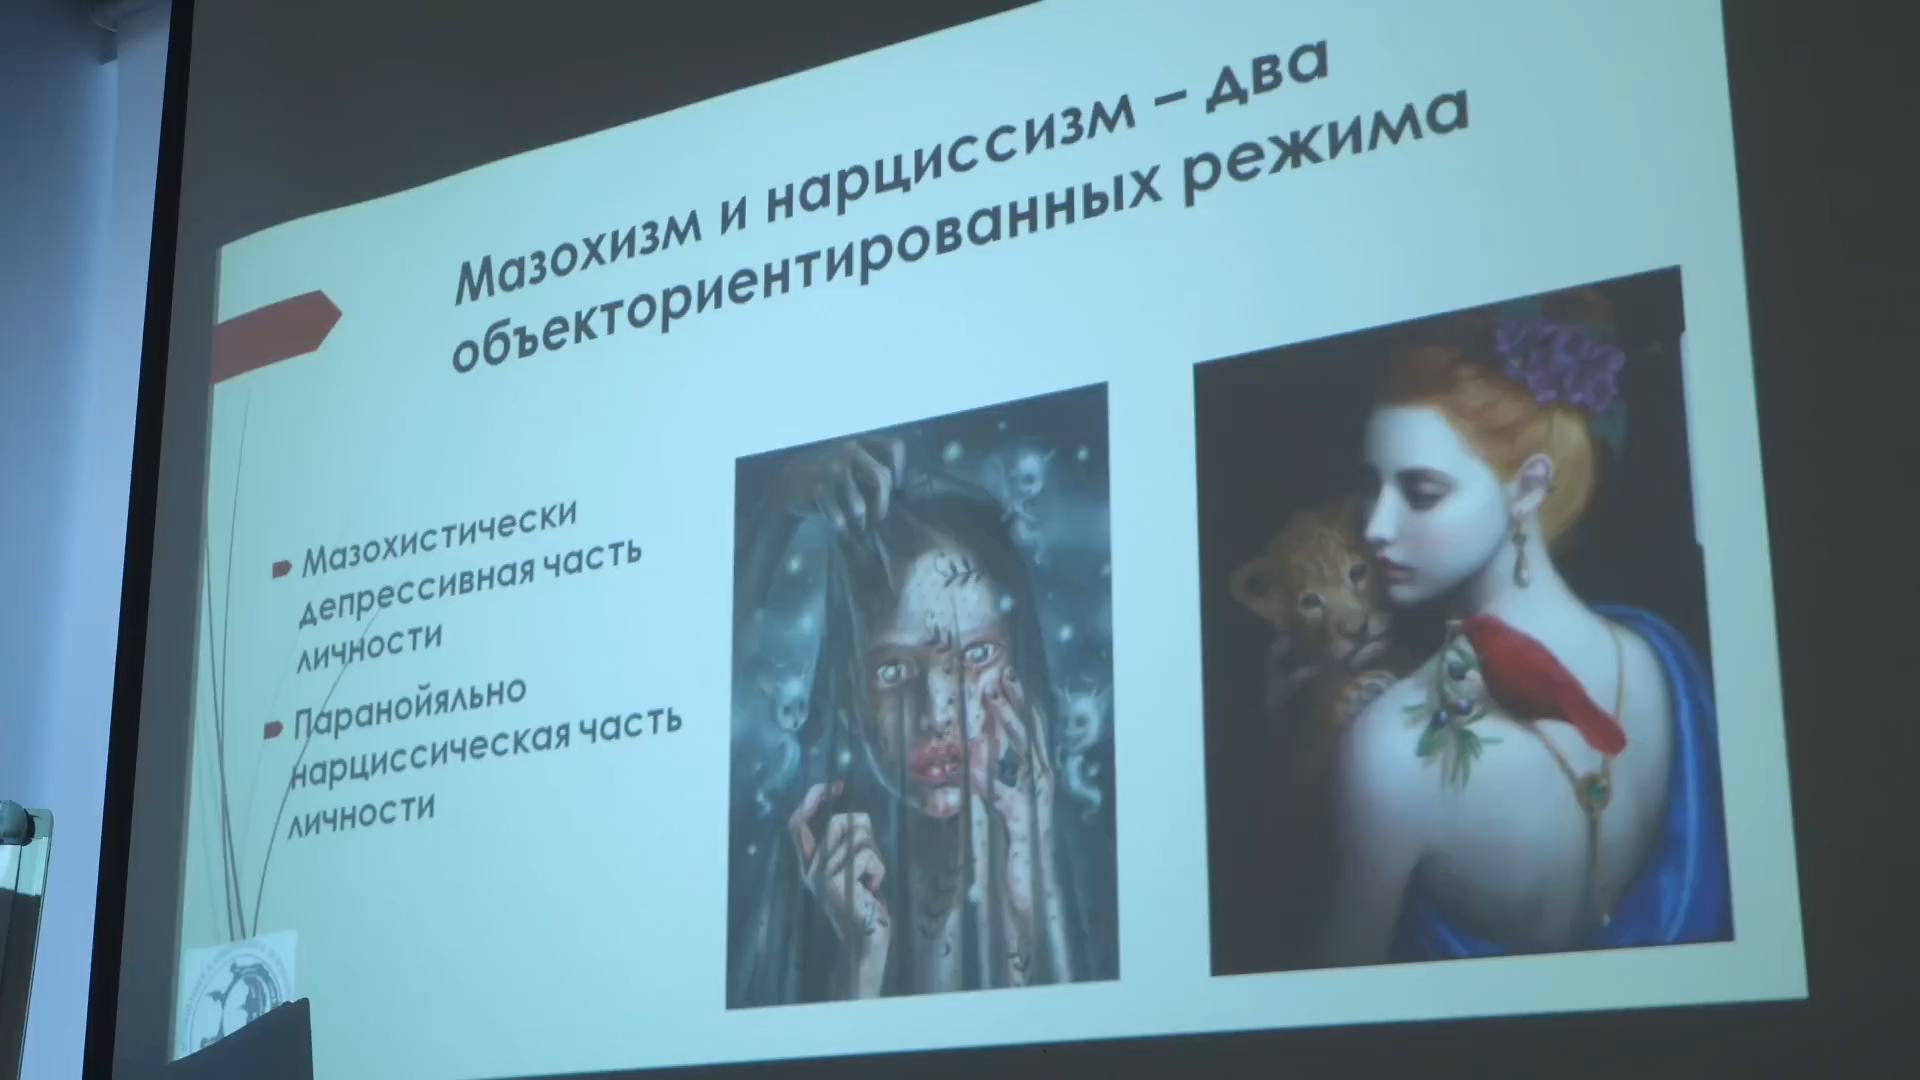 Мазохизм и нарциссизм – два
объекториентированных режима
Мазохистически
депрессивная часть
личности
Паранойяльно
нарциссическая часть
личности